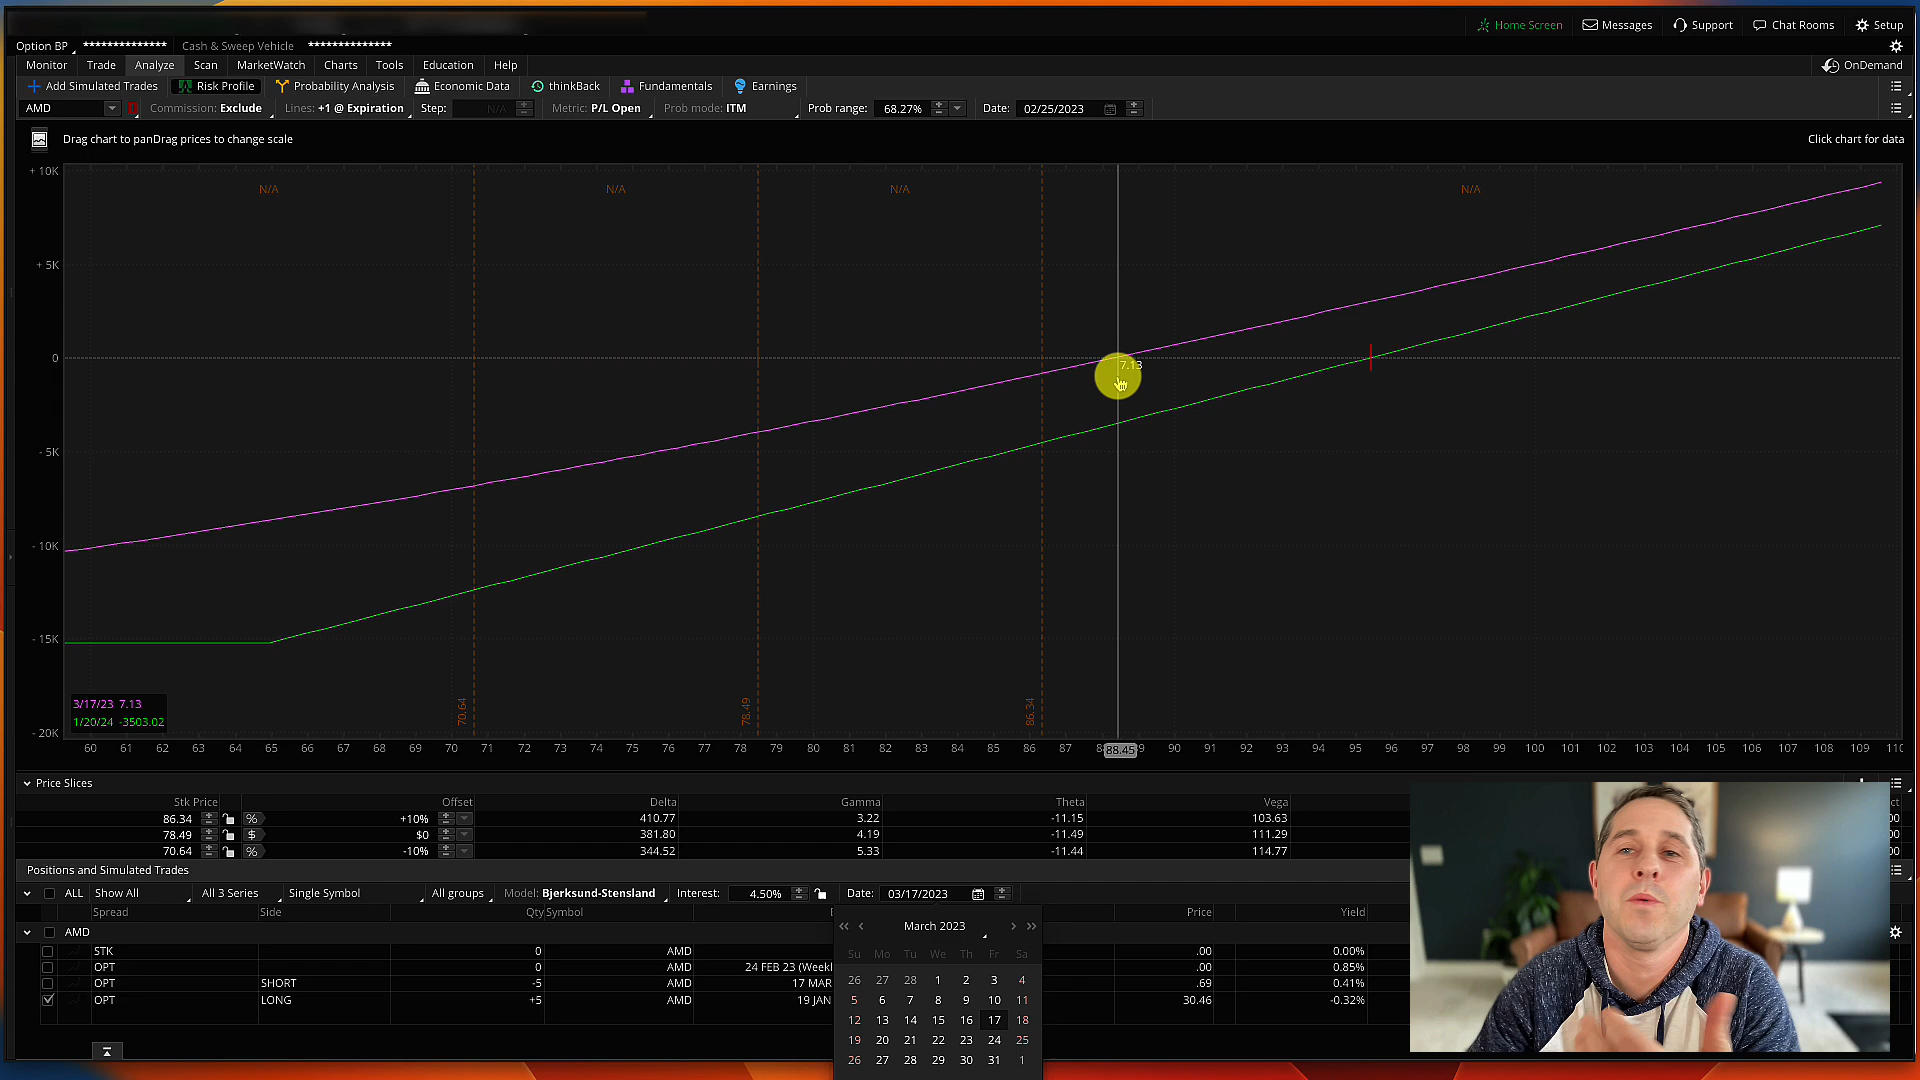 Home Screen Messages Support Chat Rooms Setup
Option BP ************** Cash & Sweep Vehicle **************
Monitor Trade Analyze Scan MarketWatch Charts Tools Education Help OnDemand
Add Simulated Trades Risk Profile Probability Analysis Economic Data thinkBack Fundamentals Earnings
AMD Commission: Exclude Lines: +1 @ Expiration Step: N/A Metric: P/L Open Prob mode: ITM Prob range: 68.27% Date: 02/25/2023
Drag chart to panDrag prices to change scale Click chart for data
+ 10K
N/A N/A N/A N/A
+ 5K
0
7.13
- 5K
- 10K
- 15K
3/17/23 7.13
1/20/24 -3503.02
70.64 78.49 86.34
- 20K
60 61 62 63 64 65 66 67 68 69 70 71 72 73 74 75 76 77 78 79 80 81 82 83 84 85 86 87 88.45 90 91 92 93 94 95 96 97 98 99 100 101 102 103 104 105 106 107 108 109 110
Price Slices
Stk Price Offset Delta Gamma Theta Vega
86.34 % +10% 410.77 3.22 -11.15 103.63
78.49 $ $0 381.80 4.19 -11.49 111.29
70.64 % -10% 344.52 5.33 -11.44 114.77
Positions and Simulated Trades
ALL Show All All 3 Series Single Symbol All groups Model: Bjerksund-Stensland Interest: 4.50% Date: 03/17/2023
Spread Side Qty Symbol Price Yield
AMD
STK 0 AMD .00 0.00%
OPT 0 AMD 24 FEB 23 (Weekl .00 0.85%
OPT SHORT -5 AMD 17 MAR .69 0.41%
OPT LONG +5 AMD 19 JAN 30.46 -0.32%
« ‹ March 2023 › »
Su Mo Tu We Th Fr Sa
26 27 28 1 2 3 4
5 6 7 8 9 10 11
12 13 14 15 16 17 18
19 20 21 22 23 24 25
26 27 28 29 30 31 1